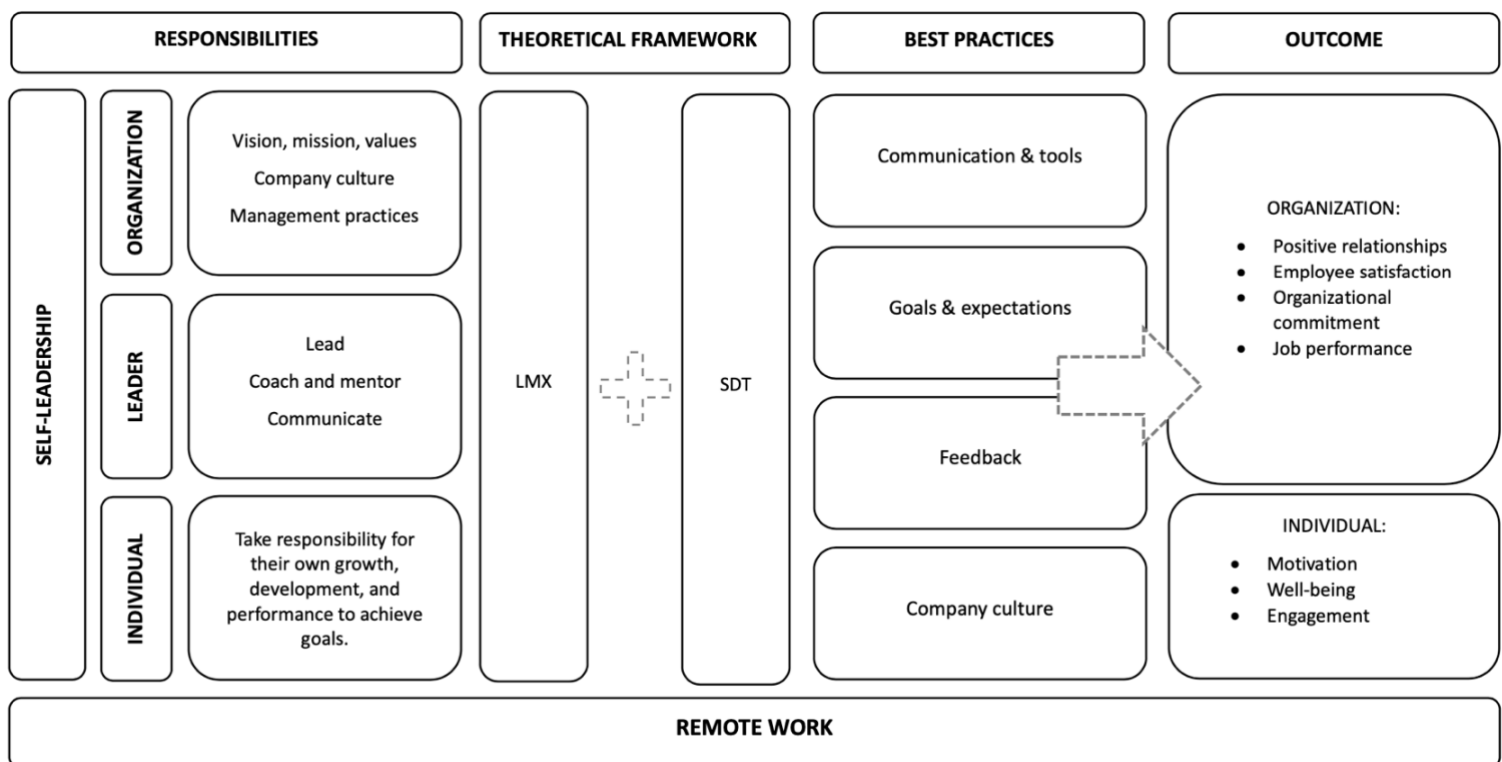 RESPONSIBILITIES
THEORETICAL FRAMEWORK
BEST PRACTICES
OUTCOME
SELF-LEADERSHIP
ORGANIZATION
Vision, mission, values
Company culture
Management practices
LEADER
Lead
Coach and mentor
Communicate
INDIVIDUAL
Take responsibility for
their own growth,
development, and
performance to achieve
goals.
LMX
SDT
Communication & tools
Goals & expectations
Feedback
Company culture
ORGANIZATION:
• Positive relationships
• Employee satisfaction
• Organizational
commitment
• Job performance
INDIVIDUAL:
• Motivation
• Well-being
• Engagement
REMOTE WORK